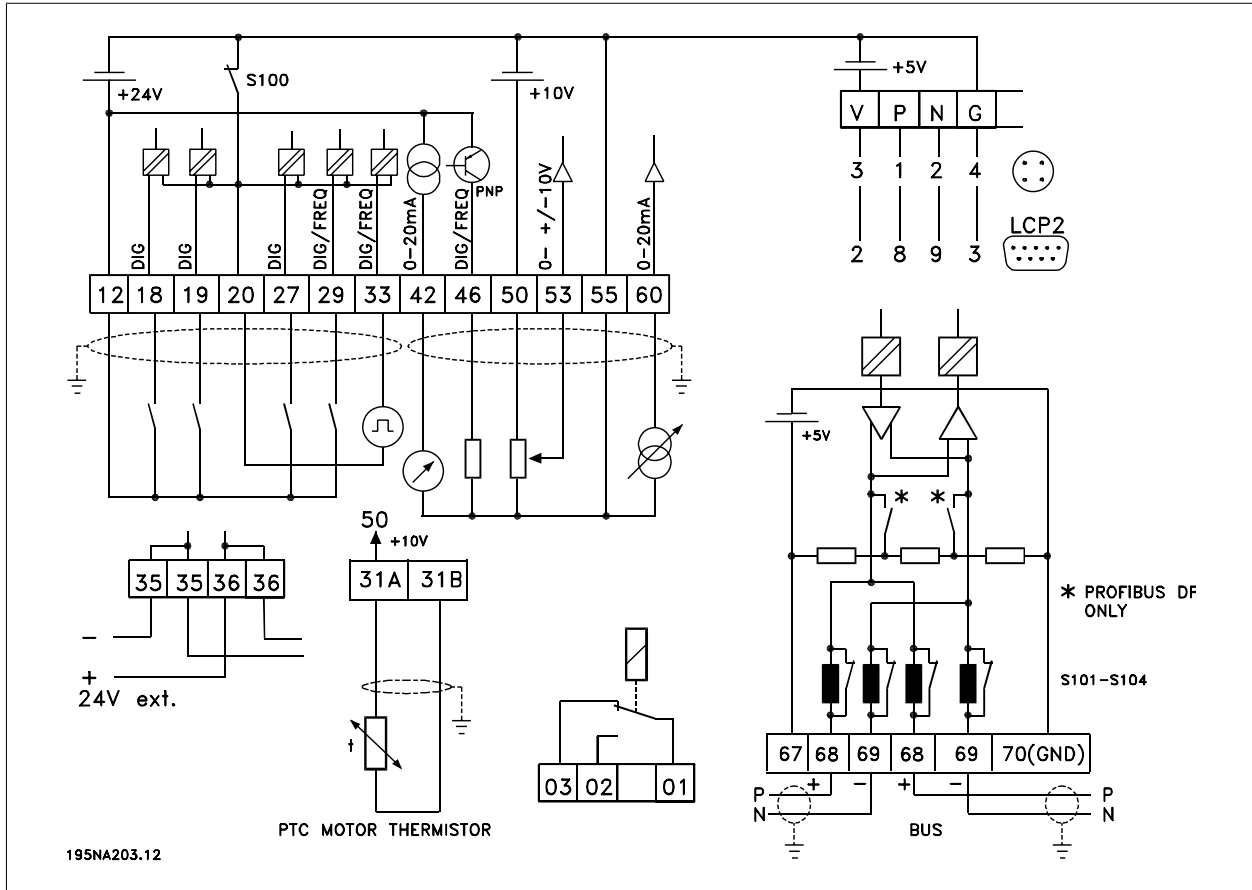 +24V
S100
+10V
+5V
V P N G
3 1 2 4
2 8 9 3
LCP2
DIG
DIG
DIG
DIG/FREQ
DIG/FREQ
0-20mA
DIG/FREQ
PNP
0- +/-10V
0-20mA
12 18 19 20 27 29 33 42 46 50 53 55 60
+5V
* *
* PROFIBUS DP
ONLY
S101-S104
67 68 69 68 69 70(GND)
+ - + -
P P
N N
BUS
35 35 36 36
-
+
24V ext.
50
+10V
31A 31B
t
PTC MOTOR THERMISTOR
03 02 01
195NA203.12